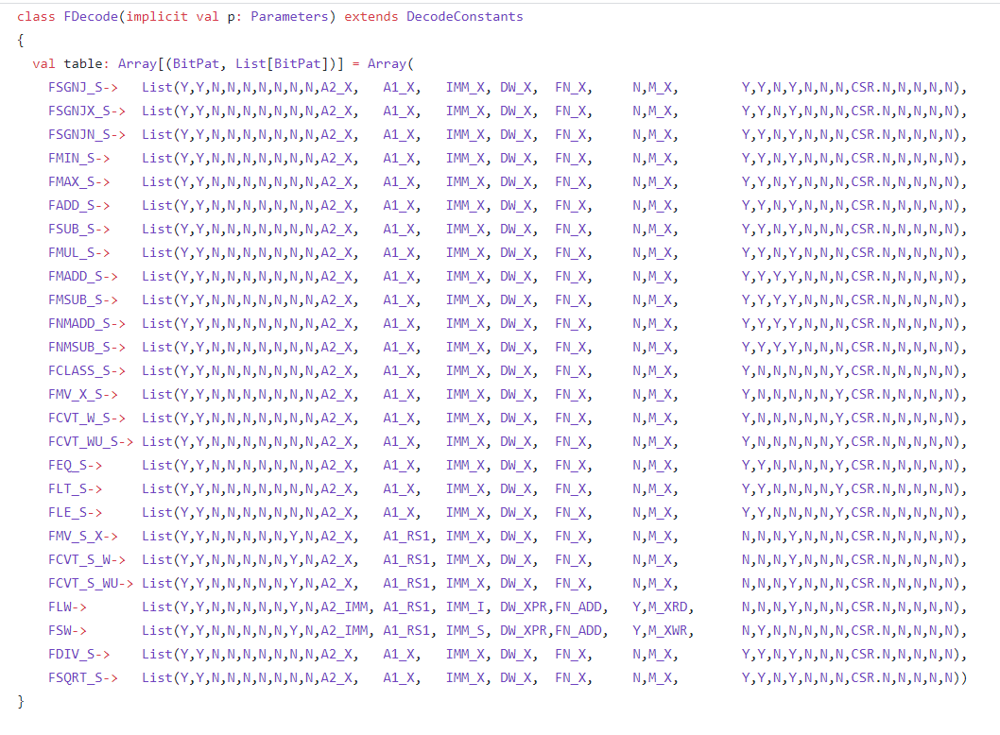 class FDecode(implicit val p: Parameters) extends DecodeConstants
{
  val table: Array[(BitPat, List[BitPat])] = Array(
    FSGNJ_S->   List(Y,Y,N,N,N,N,N,N,N,A2_X,   A1_X,   IMM_X, DW_X,  FN_X,     N,M_X,        Y,Y,N,Y,N,N,N,CSR.N,N,N,N,N),
    FSGNJX_S->  List(Y,Y,N,N,N,N,N,N,N,A2_X,   A1_X,   IMM_X, DW_X,  FN_X,     N,M_X,        Y,Y,N,Y,N,N,N,CSR.N,N,N,N,N),
    FSGNJN_S->  List(Y,Y,N,N,N,N,N,N,N,A2_X,   A1_X,   IMM_X, DW_X,  FN_X,     N,M_X,        Y,Y,N,Y,N,N,N,CSR.N,N,N,N,N),
    FMIN_S->    List(Y,Y,N,N,N,N,N,N,N,A2_X,   A1_X,   IMM_X, DW_X,  FN_X,     N,M_X,        Y,Y,N,Y,N,N,N,CSR.N,N,N,N,N),
    FMAX_S->    List(Y,Y,N,N,N,N,N,N,N,A2_X,   A1_X,   IMM_X, DW_X,  FN_X,     N,M_X,        Y,Y,N,Y,N,N,N,CSR.N,N,N,N,N),
    FADD_S->    List(Y,Y,N,N,N,N,N,N,N,A2_X,   A1_X,   IMM_X, DW_X,  FN_X,     N,M_X,        Y,Y,N,Y,N,N,N,CSR.N,N,N,N,N),
    FSUB_S->    List(Y,Y,N,N,N,N,N,N,N,A2_X,   A1_X,   IMM_X, DW_X,  FN_X,     N,M_X,        Y,Y,N,Y,N,N,N,CSR.N,N,N,N,N),
    FMUL_S->    List(Y,Y,N,N,N,N,N,N,N,A2_X,   A1_X,   IMM_X, DW_X,  FN_X,     N,M_X,        Y,Y,N,Y,N,N,N,CSR.N,N,N,N,N),
    FMADD_S->   List(Y,Y,N,N,N,N,N,N,N,A2_X,   A1_X,   IMM_X, DW_X,  FN_X,     N,M_X,        Y,Y,Y,Y,N,N,N,CSR.N,N,N,N,N),
    FMSUB_S->   List(Y,Y,N,N,N,N,N,N,N,A2_X,   A1_X,   IMM_X, DW_X,  FN_X,     N,M_X,        Y,Y,Y,Y,N,N,N,CSR.N,N,N,N,N),
    FNMADD_S->  List(Y,Y,N,N,N,N,N,N,N,A2_X,   A1_X,   IMM_X, DW_X,  FN_X,     N,M_X,        Y,Y,Y,Y,N,N,N,CSR.N,N,N,N,N),
    FNMSUB_S->  List(Y,Y,N,N,N,N,N,N,N,A2_X,   A1_X,   IMM_X, DW_X,  FN_X,     N,M_X,        Y,Y,Y,Y,N,N,N,CSR.N,N,N,N,N),
    FCLASS_S->  List(Y,Y,N,N,N,N,N,N,N,A2_X,   A1_X,   IMM_X, DW_X,  FN_X,     N,M_X,        Y,N,N,N,N,N,Y,CSR.N,N,N,N,N),
    FMV_X_S->   List(Y,Y,N,N,N,N,N,N,N,A2_X,   A1_X,   IMM_X, DW_X,  FN_X,     N,M_X,        Y,N,N,N,N,N,Y,CSR.N,N,N,N,N),
    FCVT_W_S->  List(Y,Y,N,N,N,N,N,N,N,A2_X,   A1_X,   IMM_X, DW_X,  FN_X,     N,M_X,        Y,N,N,N,N,N,Y,CSR.N,N,N,N,N),
    FCVT_WU_S-> List(Y,Y,N,N,N,N,N,N,N,A2_X,   A1_X,   IMM_X, DW_X,  FN_X,     N,M_X,        Y,N,N,N,N,N,Y,CSR.N,N,N,N,N),
    FEQ_S->     List(Y,Y,N,N,N,N,N,N,N,A2_X,   A1_X,   IMM_X, DW_X,  FN_X,     N,M_X,        Y,Y,N,N,N,N,Y,CSR.N,N,N,N,N),
    FLT_S->     List(Y,Y,N,N,N,N,N,N,N,A2_X,   A1_X,   IMM_X, DW_X,  FN_X,     N,M_X,        Y,Y,N,N,N,N,Y,CSR.N,N,N,N,N),
    FLE_S->     List(Y,Y,N,N,N,N,N,N,N,A2_X,   A1_X,   IMM_X, DW_X,  FN_X,     N,M_X,        Y,Y,N,N,N,N,Y,CSR.N,N,N,N,N),
    FMV_S_X->   List(Y,Y,N,N,N,N,N,Y,N,A2_X,   A1_RS1, IMM_X, DW_X,  FN_X,     N,M_X,        N,N,N,Y,N,N,N,CSR.N,N,N,N,N),
    FCVT_S_W->  List(Y,Y,N,N,N,N,N,Y,N,A2_X,   A1_RS1, IMM_X, DW_X,  FN_X,     N,M_X,        N,N,N,Y,N,N,N,CSR.N,N,N,N,N),
    FCVT_S_WU-> List(Y,Y,N,N,N,N,N,Y,N,A2_X,   A1_RS1, IMM_X, DW_X,  FN_X,     N,M_X,        N,N,N,Y,N,N,N,CSR.N,N,N,N,N),
    FLW->       List(Y,Y,N,N,N,N,N,Y,N,A2_IMM, A1_RS1, IMM_I, DW_XPR,FN_ADD,   Y,M_XRD,      N,N,N,Y,N,N,N,CSR.N,N,N,N,N),
    FSW->       List(Y,Y,N,N,N,N,N,Y,N,A2_IMM, A1_RS1, IMM_S, DW_XPR,FN_ADD,   Y,M_XWR,      N,Y,N,N,N,N,N,CSR.N,N,N,N,N),
    FDIV_S->    List(Y,Y,N,N,N,N,N,N,N,A2_X,   A1_X,   IMM_X, DW_X,  FN_X,     N,M_X,        Y,Y,N,Y,N,N,N,CSR.N,N,N,N,N),
    FSQRT_S->   List(Y,Y,N,N,N,N,N,N,N,A2_X,   A1_X,   IMM_X, DW_X,  FN_X,     N,M_X,        Y,Y,N,Y,N,N,N,CSR.N,N,N,N,N))
}